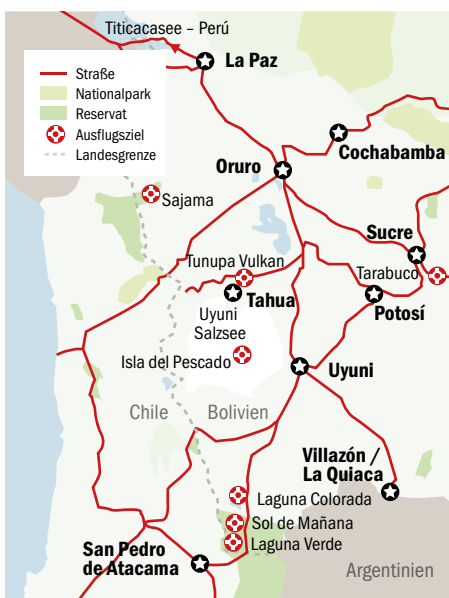 Titicacasee – Perú
La Paz
Straße
Nationalpark
Reservat
Ausflugsziel
Landesgrenze
Cochabamba
Oruro
Sajama
Sucre
Tunupa Vulkan
Tarabuco
Tahua
Potosí
Uyuni
Salzsee
Isla del Pescado
Uyuni
Chile
Bolivien
Villazón /
La Quiaca
Laguna Colorada
Sol de Mañana
San Pedro
de Atacama
Laguna Verde
Argentinien